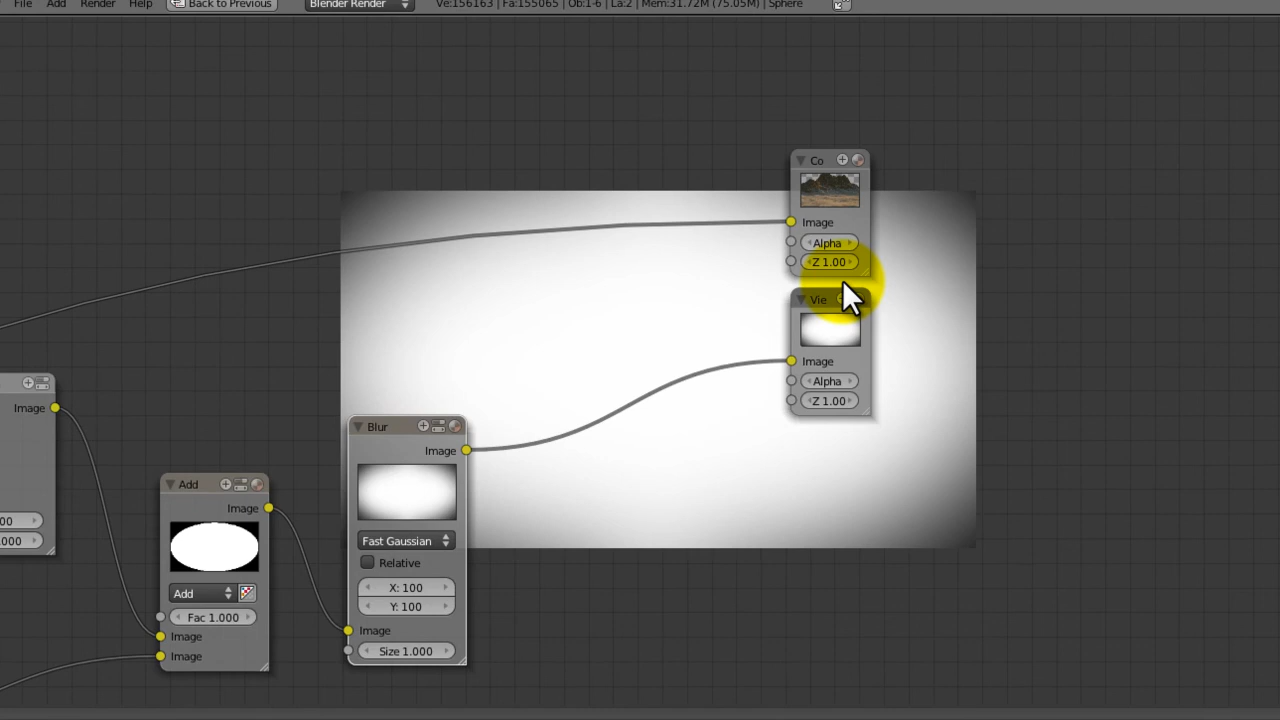 File Add Render Help Back to Previous Blender Render Ve:156163 | Fa:155065 | Ob:1-6 | La:2 | Mem:31.72M (75.05M) | Sphere
Co
Image
Alpha
Z 1.00
Vie
Image
Alpha
Z 1.00
Image
00
000
Add
Image
Add
Fac 1.000
Image
Image
Blur
Image
Fast Gaussian
Relative
X: 100
Y: 100
Image
Size 1.000